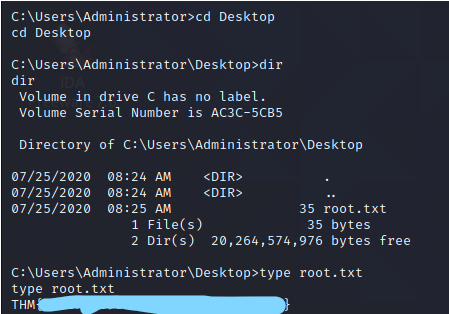 C:\Users\Administrator>cd Desktop
cd Desktop
C:\Users\Administrator\Desktop>dir
dir
Volume in drive C has no label.
Volume Serial Number is AC3C-5CB5
Directory of C:\Users\Administrator\Desktop
07/25/2020  08:24 AM    <DIR>          .
07/25/2020  08:24 AM    <DIR>          ..
07/25/2020  08:25 AM                35 root.txt
1 File(s)             35 bytes
2 Dir(s)  20,264,574,976 bytes free
C:\Users\Administrator\Desktop>type root.txt
type root.txt
THM{ }